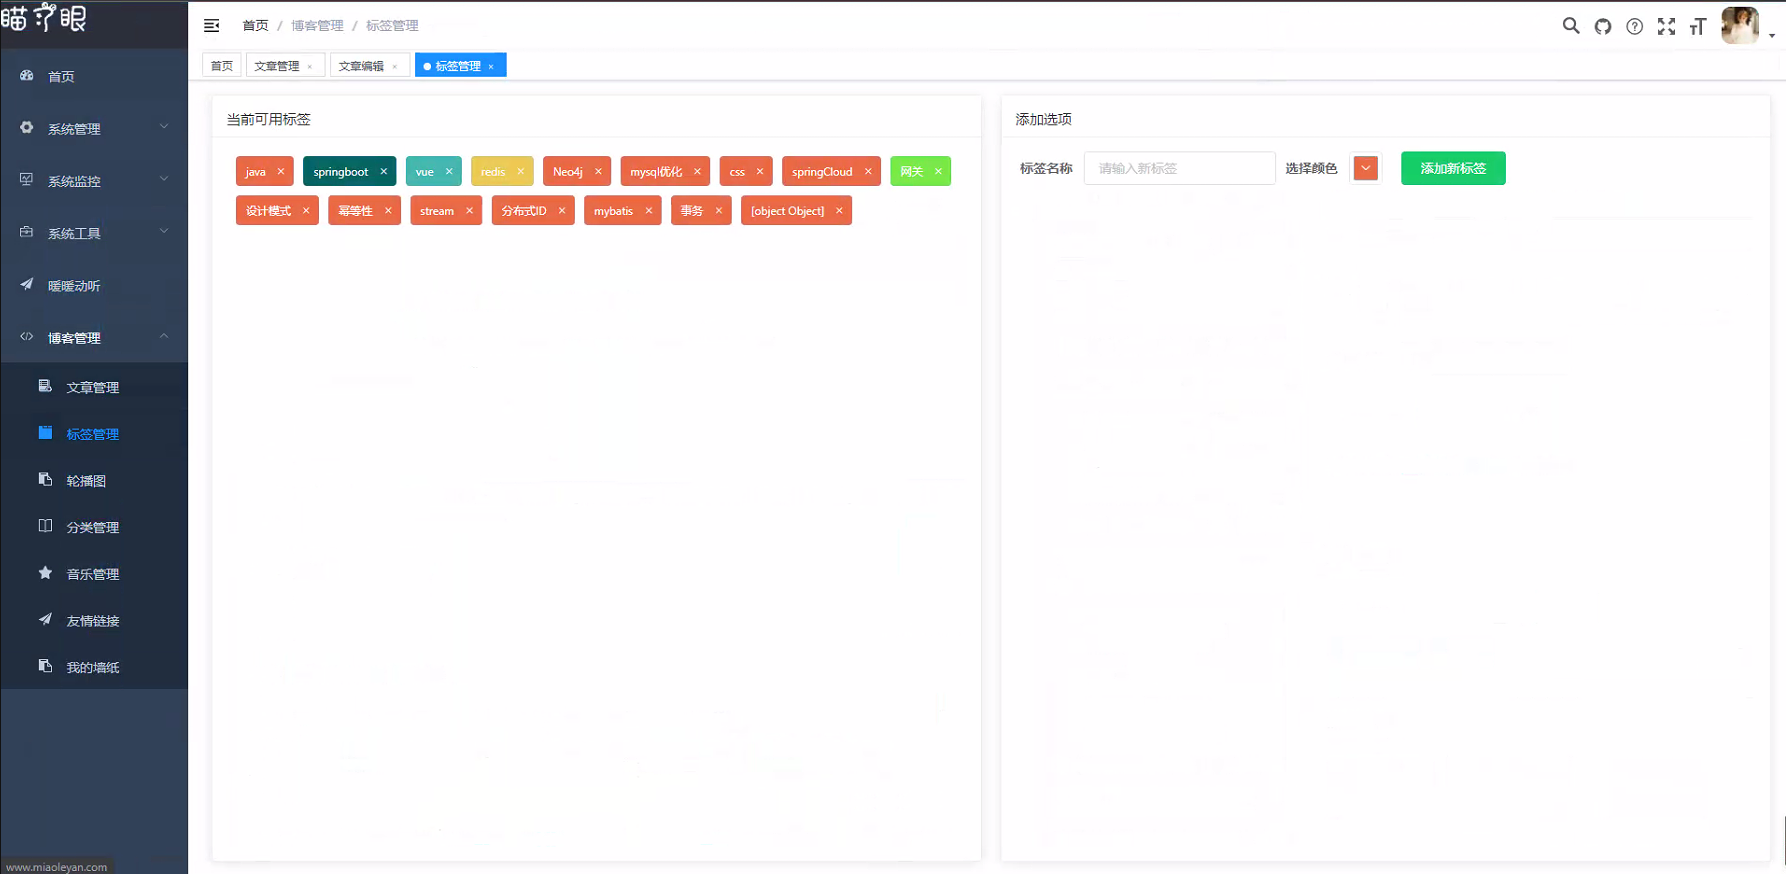 瞄了眼
首页 / 博客管理 / 标签管理
首页 文章管理 × 文章编辑 × 标签管理 ×
首页
系统管理
系统监控
系统工具
暖暖动听
博客管理
文章管理
标签管理
轮播图
分类管理
音乐管理
友情链接
我的墙纸
当前可用标签
java × springboot × vue × redis × Neo4j × mysql优化 × css × springCloud × 网关 ×
设计模式 × 幂等性 × stream × 分布式ID × mybatis × 事务 × [object Object] ×
添加选项
标签名称 请输入新标签 选择颜色 添加新标签
www.miaoleyan.com